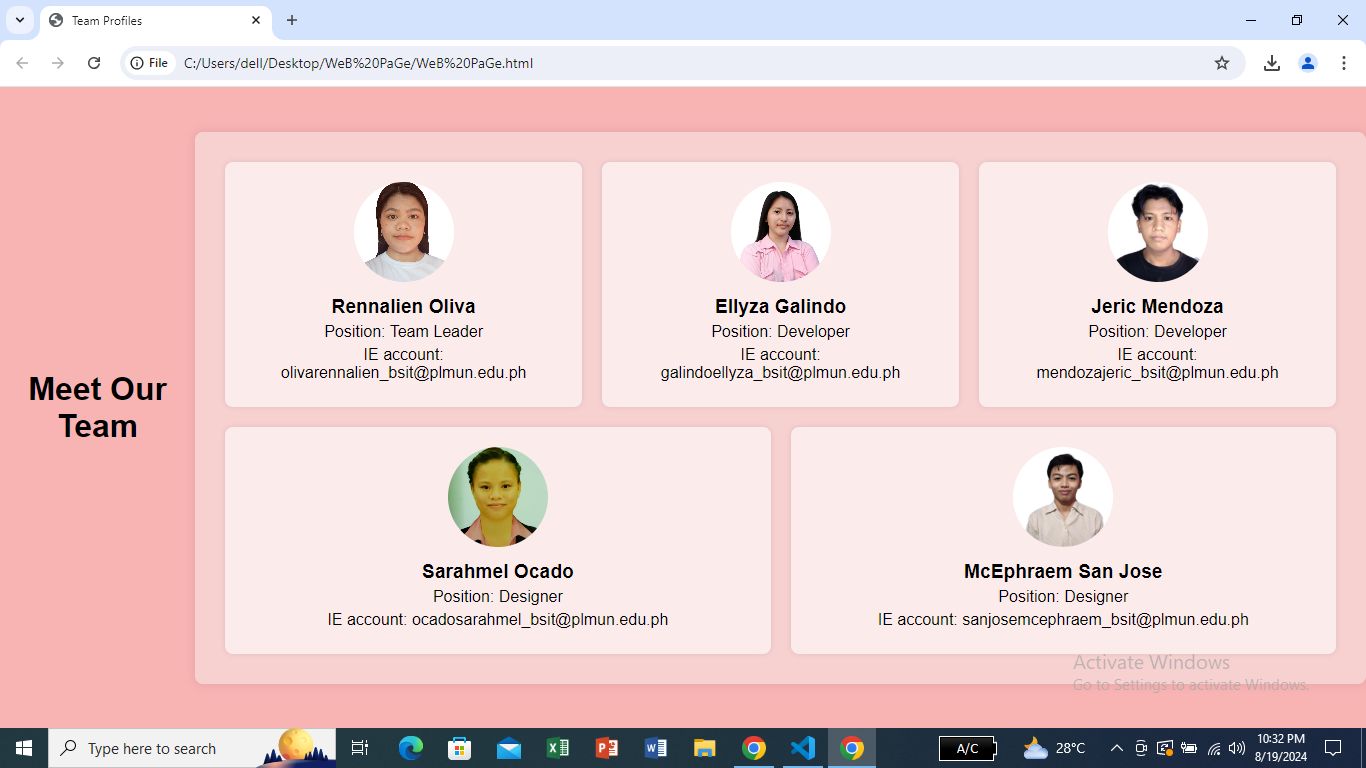 Team Profiles
File
C:/Users/dell/Desktop/WeB%20PaGe/WeB%20PaGe.html
Meet Our
Team
Rennalien Oliva
Position: Team Leader
IE account:
olivarennalien_bsit@plmun.edu.ph
Ellyza Galindo
Position: Developer
IE account:
galindoellyza_bsit@plmun.edu.ph
Jeric Mendoza
Position: Developer
IE account:
mendozajeric_bsit@plmun.edu.ph
Sarahmel Ocado
Position: Designer
IE account: ocadosarahmel_bsit@plmun.edu.ph
McEphraem San Jose
Position: Designer
IE account: sanjosemcephraem_bsit@plmun.edu.ph
Activate Windows
Go to Settings to activate Windows.
Type here to search
A/C
28°C
10:32 PM
8/19/2024